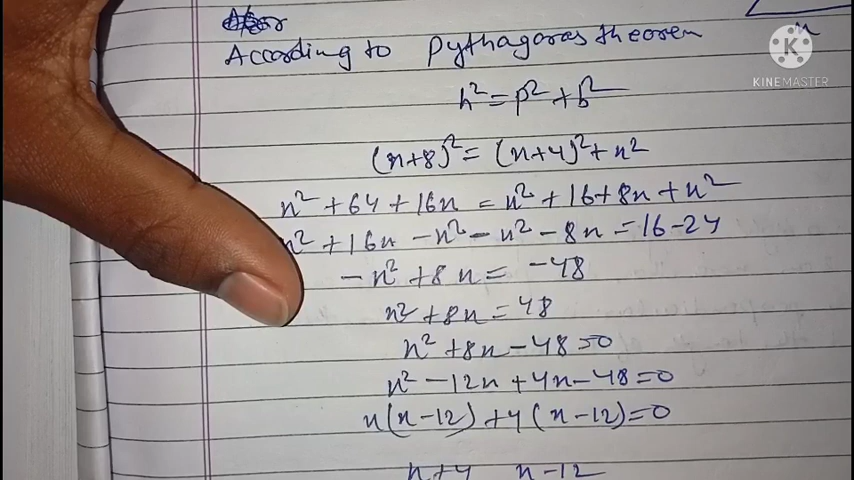 According to Pythagoras theorem
K
KINEMASTER
h² = p² + b²
(x+8)² = (x+4)² + x²
x² + 64 + 16x = x² + 16 + 8x + x²
x² + 16x - x² - x² - 8x = 16 - 24
- x² + 8x = -48
x² + 8x = 48
x² + 8x - 48 = 0
x² - 12x + 4x - 48 = 0
x(x-12) + 4(x-12) = 0
x+4 x-12